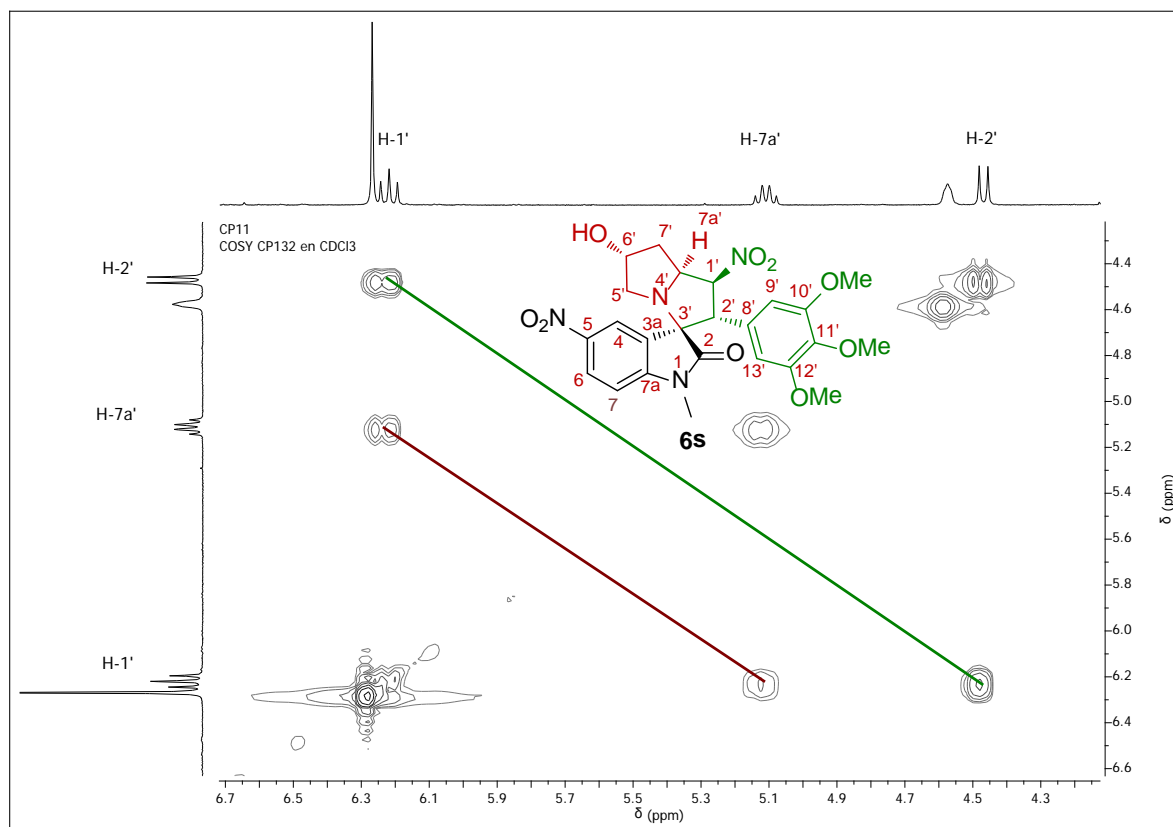 H-1'
H-7a'
H-2'
CP11
COSY CP132 en CDCl3
H-2'
H-7a'
H-1'
HO
6'
7'
7a'
H
4'
1'
NO2
5'
N
3'
2'
8'
9'
10'
OMe
11'
OMe
12'
OMe
13'
O2N
5
4
3a
2
O
1
N
6
7a
7
6s
4.4
4.6
4.8
5.0
5.2
5.4
5.6
5.8
6.0
6.2
6.4
6.6
δ (ppm)
6.7 6.5 6.3 6.1 5.9 5.7 5.5 5.3 5.1 4.9 4.7 4.5 4.3
δ (ppm)